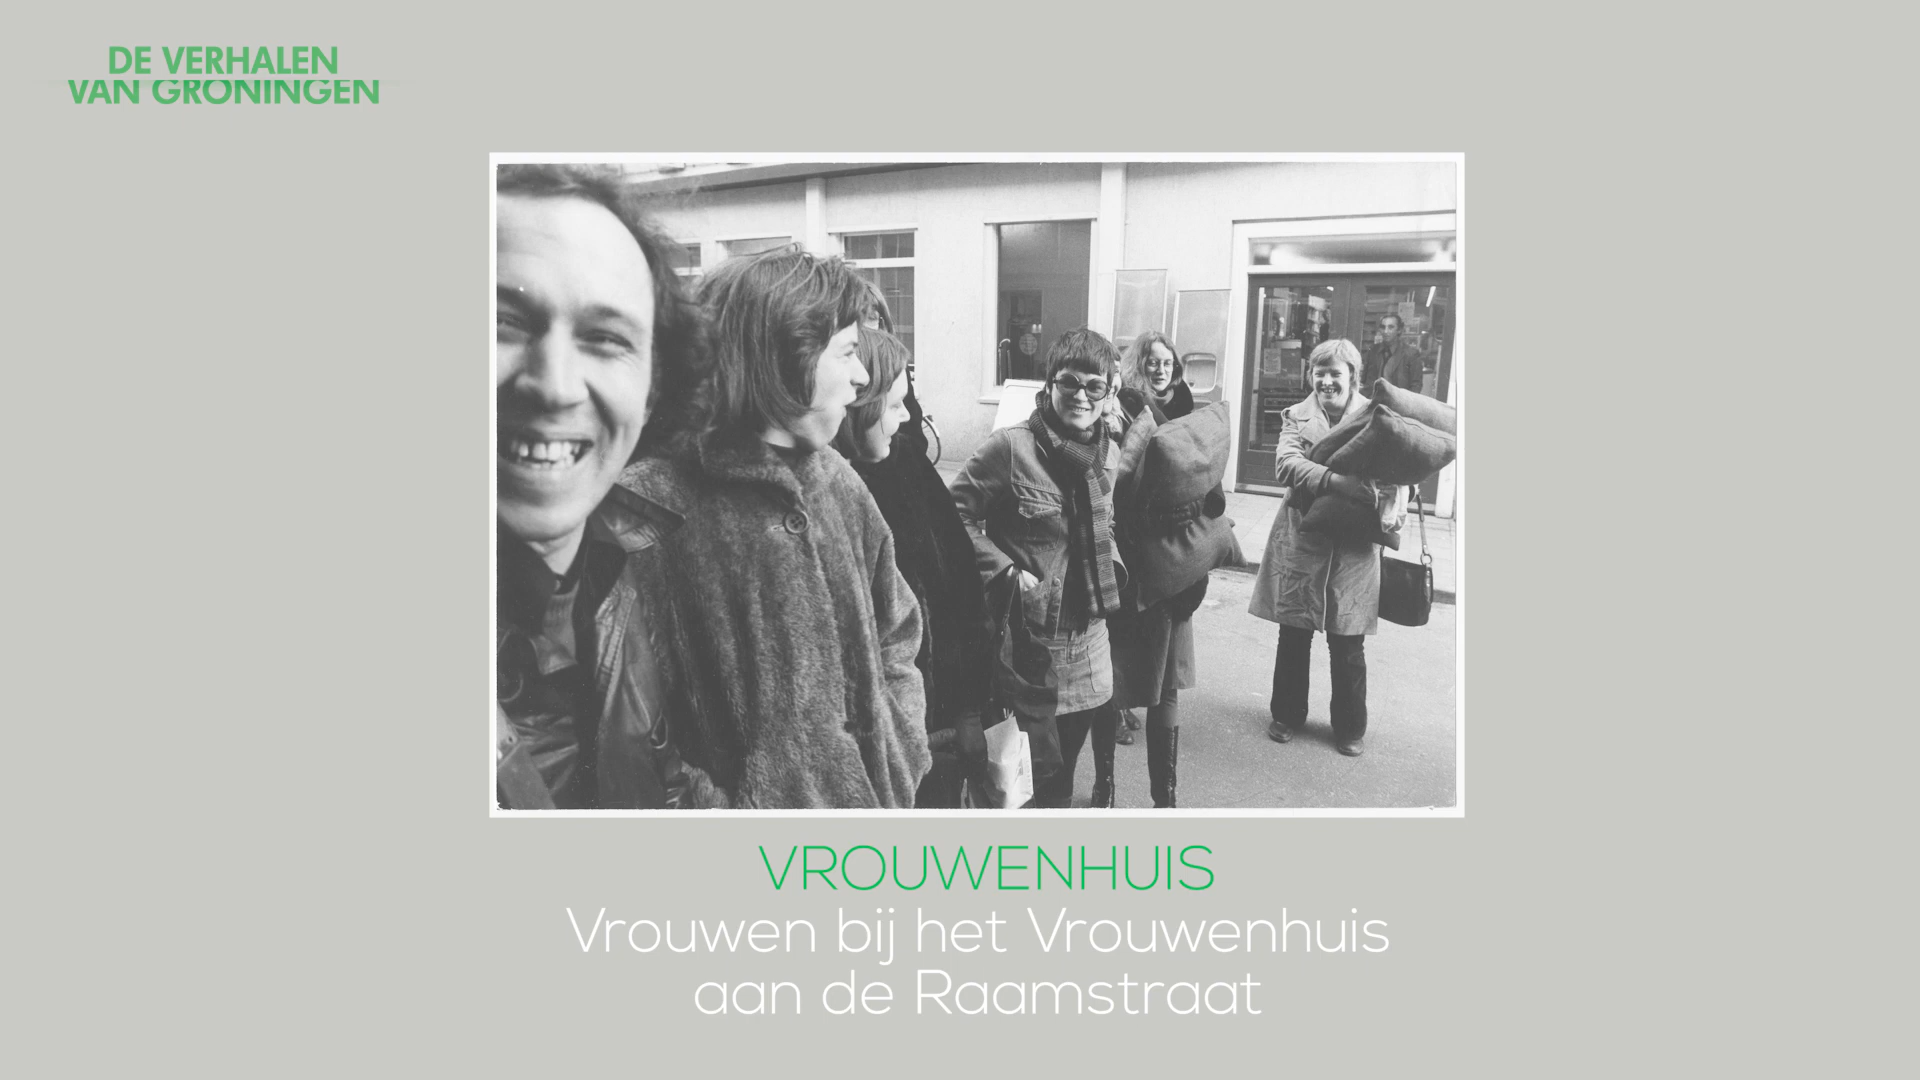 DE VERHALEN
VAN GRONINGEN
VROUWENHUIS
Vrouwen bij het Vrouwenhuis
aan de Raamstraat